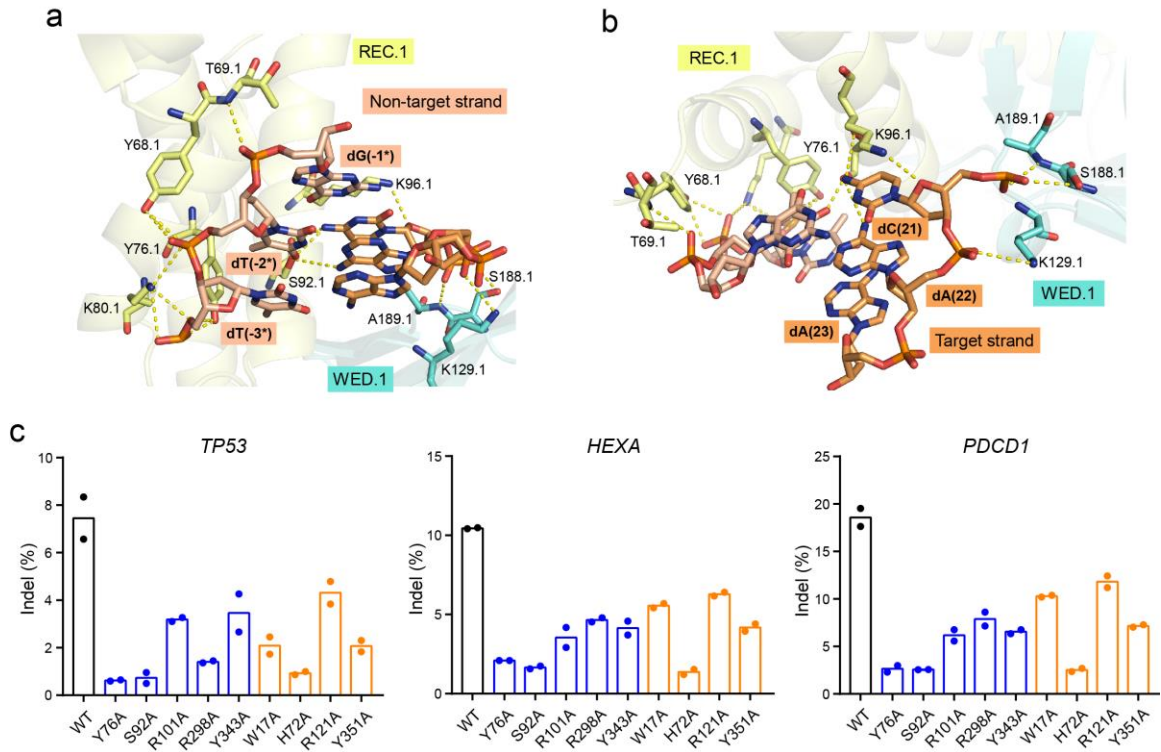 a
T69.1
REC.1
Non-target strand
Y68.1
dG(-1*)
K96.1
Y76.1
dT(-2*)
S92.1
S188.1
K80.1
A189.1
dT(-3*)
K129.1
WED.1
b
REC.1
A189.1
Y76.1
K96.1
S188.1
Y68.1
dC(21)
T69.1
K129.1
dA(22)
WED.1
dA(23)
Target strand
c
TP53
Indel (%)
10
8
6
4
2
0
WT
Y76A
S92A
R101A
R298A
Y343A
W17A
H72A
R121A
Y351A
HEXA
Indel (%)
15
10
5
0
WT
Y76A
S92A
R101A
R298A
Y343A
W17A
H72A
R121A
Y351A
PDCD1
Indel (%)
25
20
15
10
5
0
WT
Y76A
S92A
R101A
R298A
Y343A
W17A
H72A
R121A
Y351A